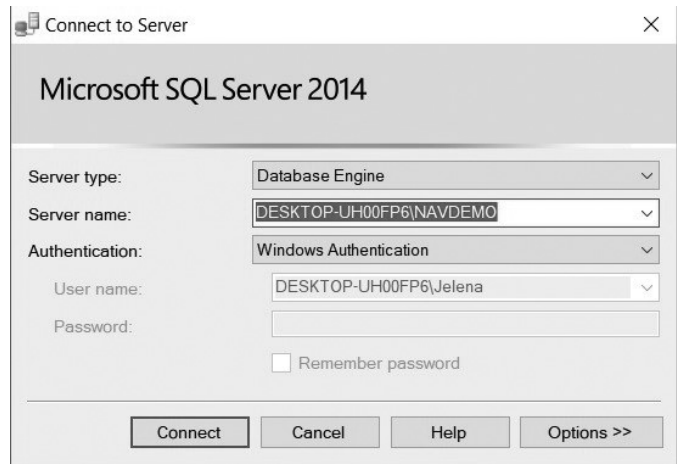 Connect to Server
Microsoft SQL Server 2014
Server type: Database Engine
Server name: DESKTOP-UH00FP6\NAVDEMO
Authentication: Windows Authentication
User name: DESKTOP-UH00FP6\Jelena
Password:
Remember password
Connect Cancel Help Options >>